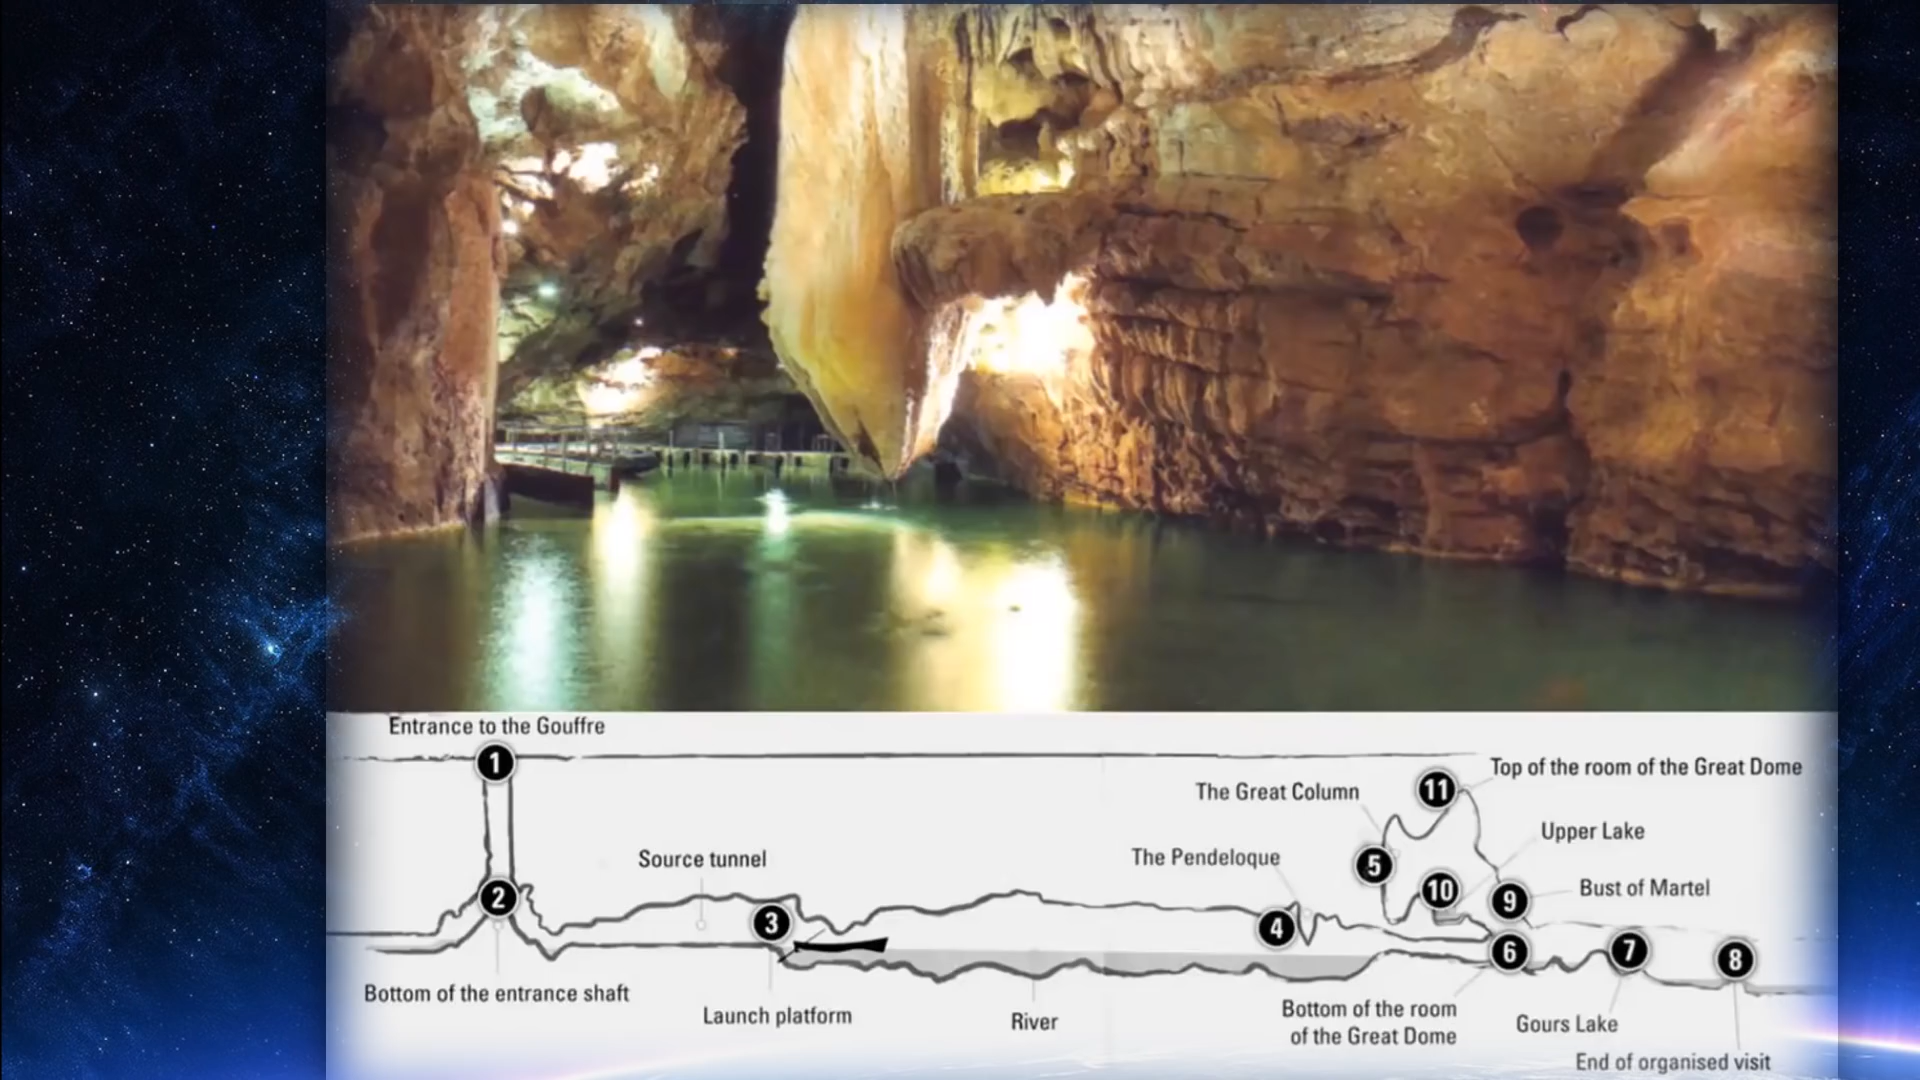 Entrance to the Gouffre
1
Top of the room of the Great Dome
The Great Column
11
Upper Lake
Source tunnel
The Pendeloque
5
10
Bust of Martel
2
9
3
4
6
7
8
Bottom of the entrance shaft
Launch platform
River
Bottom of the room
of the Great Dome
Gours Lake
End of organised visit